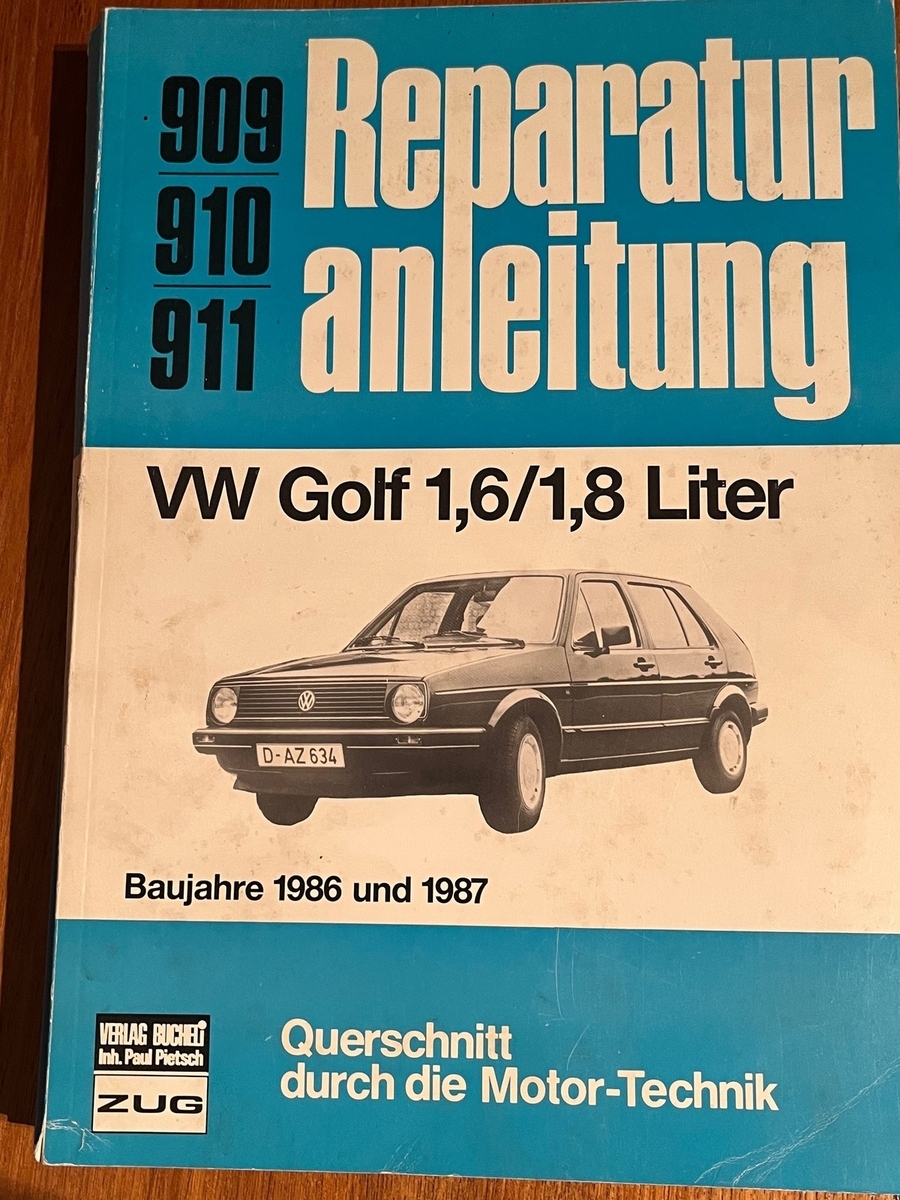 909
910
911
Reparatur
anleitung
VW Golf 1,6/1,8 Liter
D-AZ 634
Baujahre 1986 und 1987
VERLAG BUCHELI
Inh. Paul Pietsch
ZUG
Querschnitt
durch die Motor-Technik